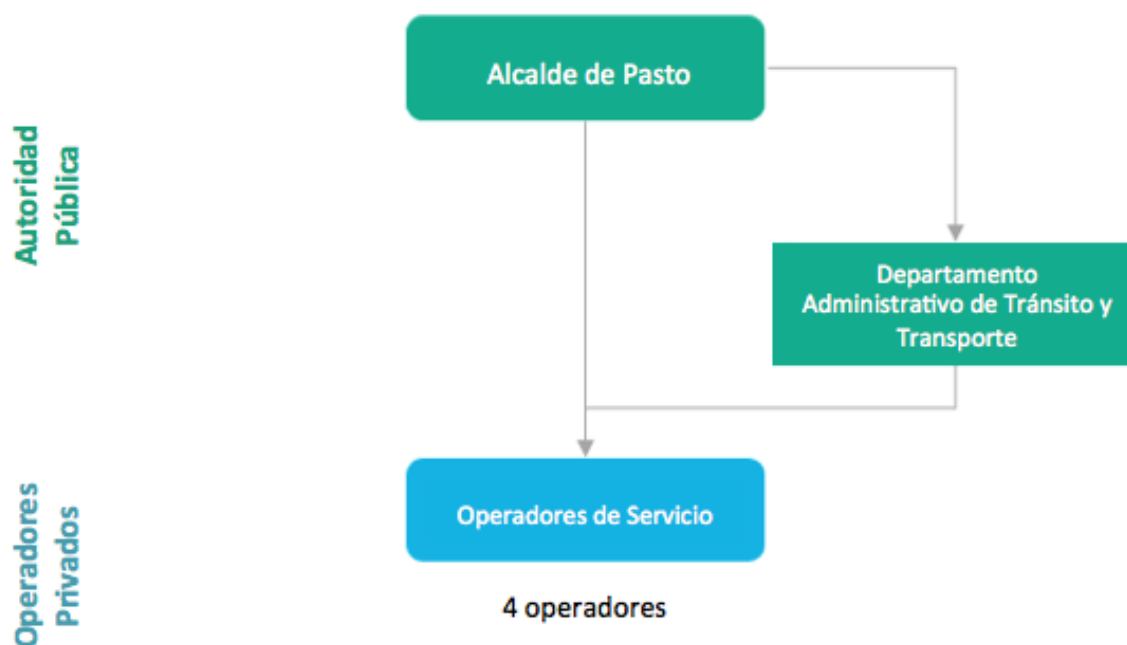 Alcalde de Pasto
Autoridad
Pública
Departamento
Administrativo de Tránsito y
Transporte
Operadores de Servicio
Operadores
Privados
4 operadores